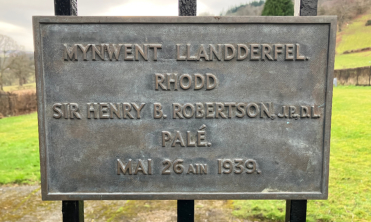 MYNWENT LLANDDERFEL.
RHODD
SIR HENRY B. ROBERTSON, J.P., D.L.
PALÉ.
MAI 26AIN 1939.